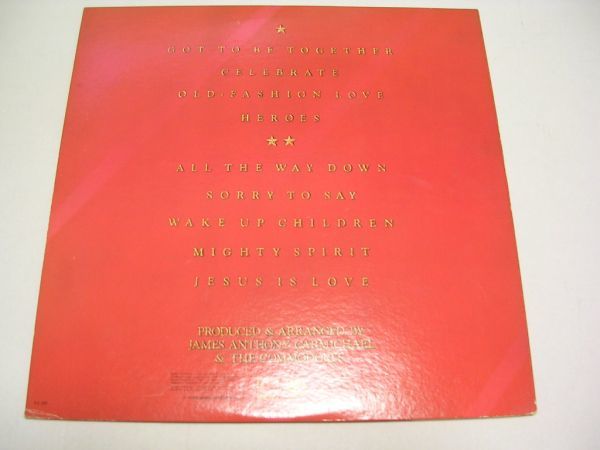 GOT TO BE TOGETHER
CELEBRATE
OLD-FASHION LOVE
HEROES
ALL THE WAY DOWN
SORRY TO SAY
WAKE UP CHILDREN
MIGHTY SPIRIT
JESUS IS LOVE
PRODUCED & ARRANGED BY
JAMES ANTHONY CARMICHAEL
& THE COMMODORES